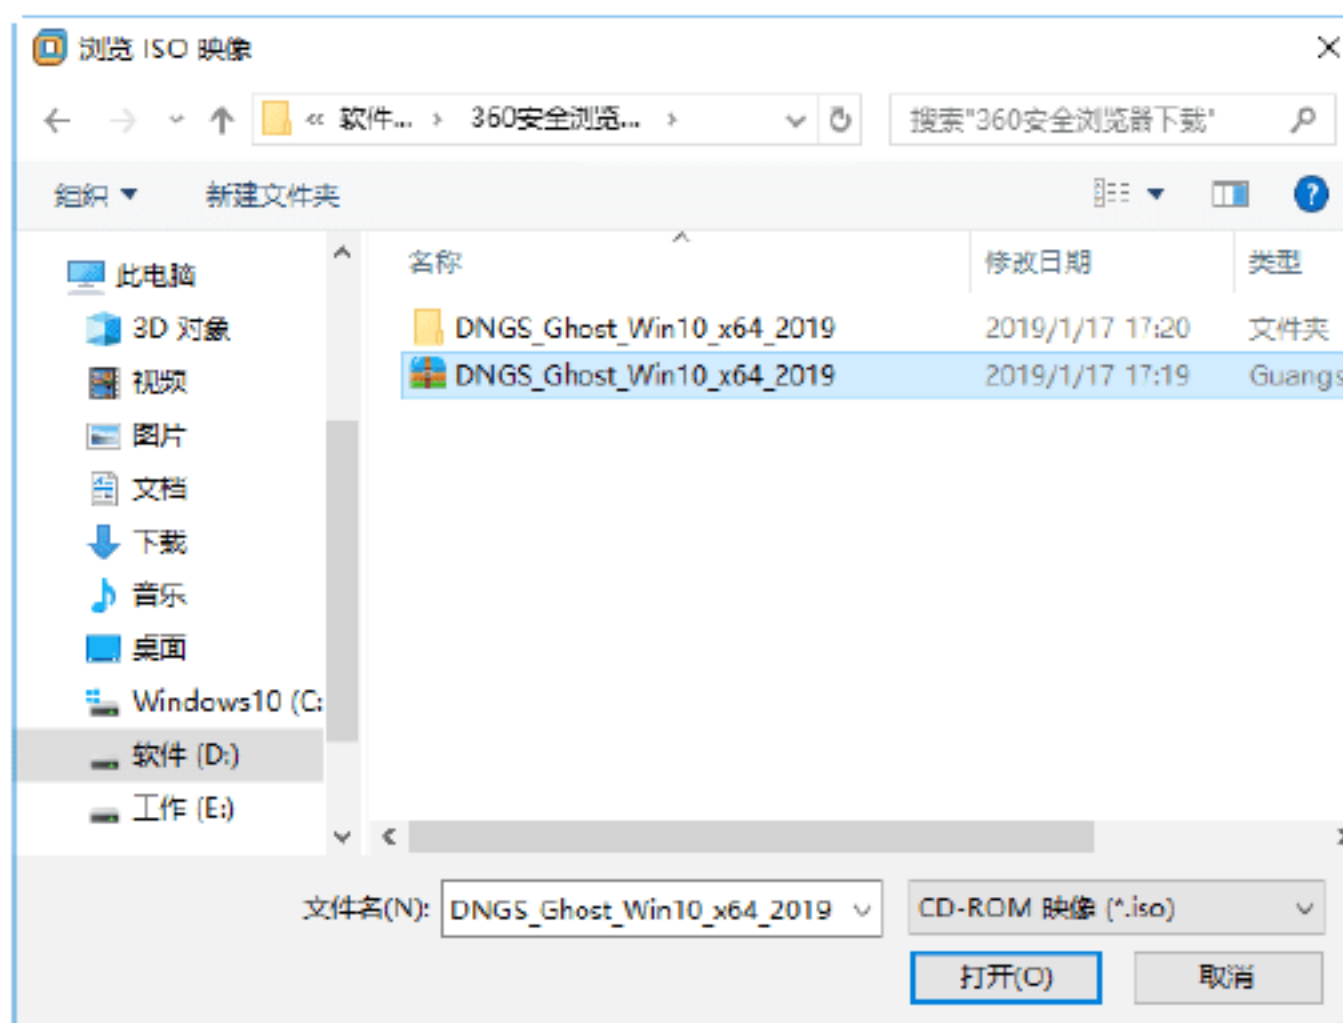 浏览 ISO 映像
« 软件... › 360安全浏览... › 搜索"360安全浏览器下载"
组织 新建文件夹
名称 修改日期 类型
此电脑
3D 对象
视频
图片
文档
下载
音乐
桌面
Windows10 (C:
软件 (D:)
工作 (E:)
DNGS_Ghost_Win10_x64_2019 2019/1/17 17:20 文件夹
DNGS_Ghost_Win10_x64_2019 2019/1/17 17:19 Guangs
文件名(N): DNGS_Ghost_Win10_x64_2019 CD-ROM 映像 (*.iso)
打开(O) 取消